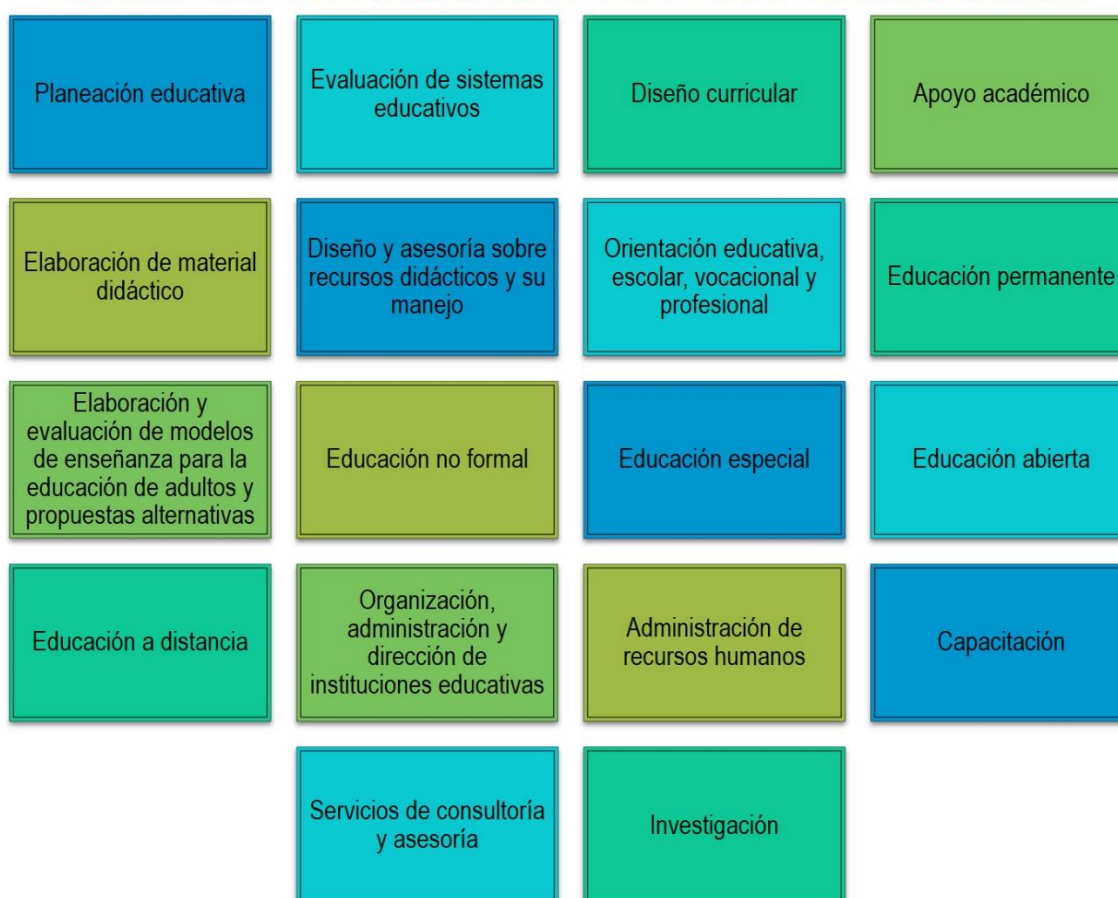 Planeación educativa
Evaluación de sistemas
educativos
Diseño curricular
Apoyo académico
Elaboración de material
didáctico
Diseño y asesoría sobre
recursos didácticos y su
manejo
Orientación educativa,
escolar, vocacional y
profesional
Educación permanente
Elaboración y
evaluación de modelos
de enseñanza para la
educación de adultos y
propuestas alternativas
Educación no formal
Educación especial
Educación abierta
Educación a distancia
Organización,
administración y
dirección de
instituciones educativas
Administración de
recursos humanos
Capacitación
Servicios de consultoría
y asesoría
Investigación